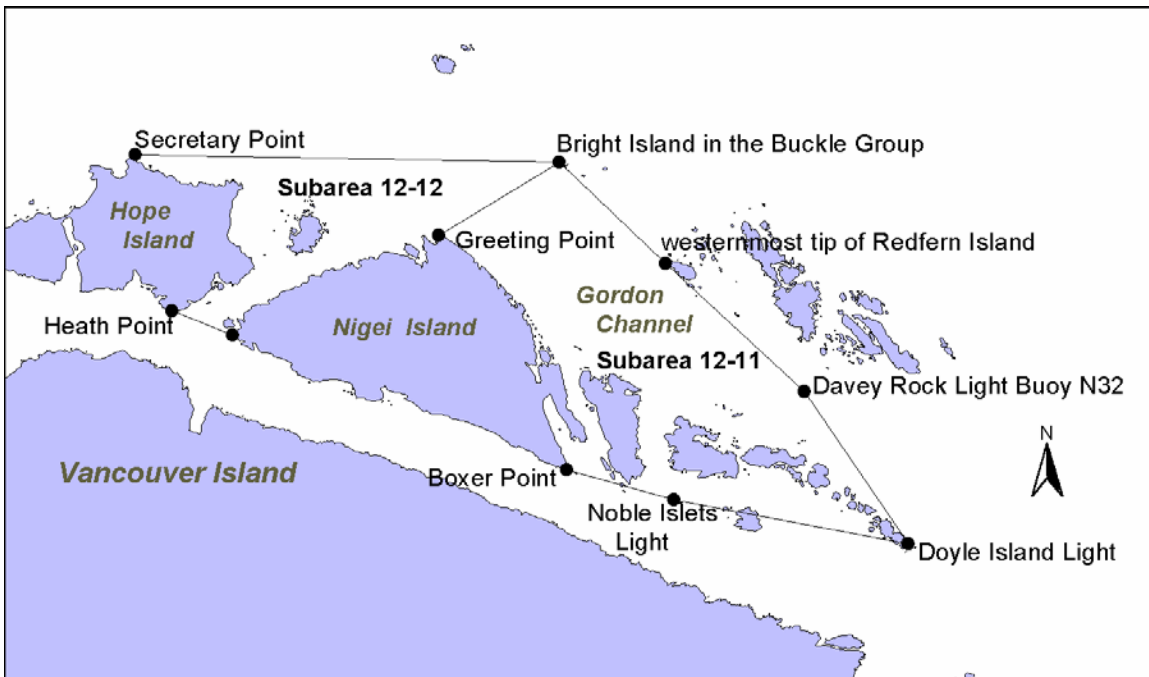 Secretary Point
Bright Island in the Buckle Group
Subarea 12-12
Hope
Island
Greeting Point
westernmost tip of Redfern Island
Gordon
Channel
Heath Point
Nigei Island
Subarea 12-11
Davey Rock Light Buoy N32
N
Vancouver Island
Boxer Point
Noble Islets
Light
Doyle Island Light